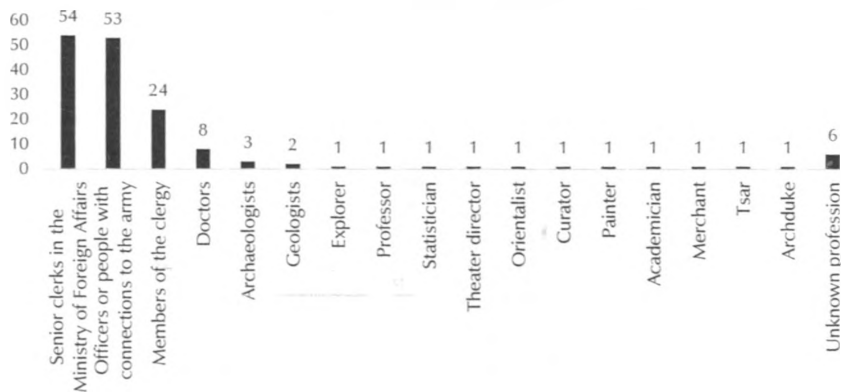 60
50
40
30
20
10
0
54
53
24
8
3
2
1
1
1
1
1
1
1
1
1
1
1
6
Senior clerks in the
Ministry of Foreign Affairs
Officers or people with
connections to the army
Members of the clergy
Doctors
Archaeologists
Geologists
Explorer
Professor
Statistician
Theater director
Orientalist
Curator
Painter
Academician
Merchant
Tsar
Archduke
Unknown profession